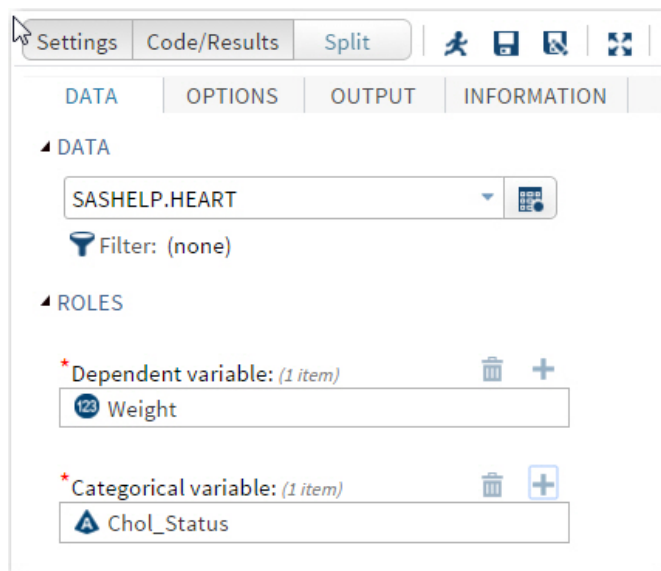 Settings Code/Results Split
DATA OPTIONS OUTPUT INFORMATION
DATA
SASHELP.HEART
Filter: (none)
ROLES
*Dependent variable: (1 item)
123 Weight
*Categorical variable: (1 item)
A Chol_Status